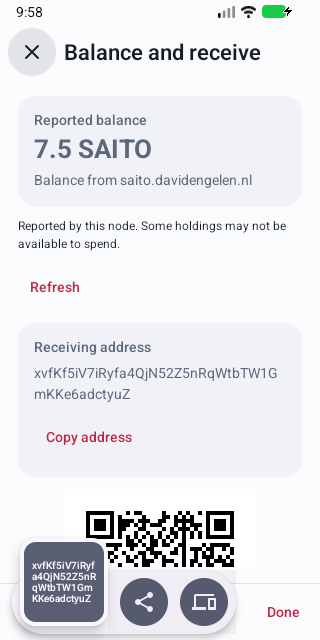 9:58
Balance and receive
Reported balance
7.5 SAITO
Balance from saito.davidengelen.nl
Reported by this node. Some holdings may not be
available to spend.
Refresh
Receiving address
xvfKf5iV7iRyfa4QjN52Z5nRqWtbTW1G
mKKe6adctyuZ
Copy address
xvfKf5iV7iRyf
a4QjN52Z5nR
qWtbTW1Gm
KKe6adctyuZ
Done